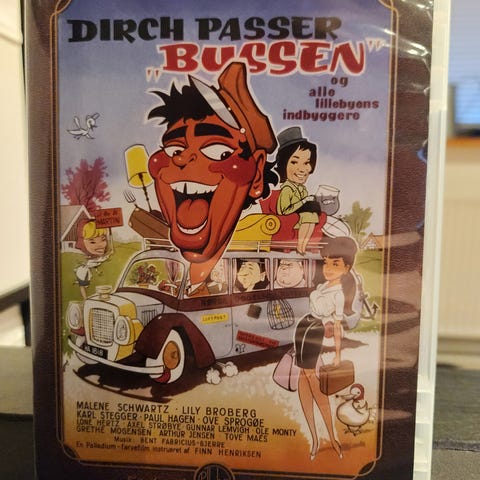 DIRCH PASSER
„BUSSEN"
og
alle
lillebyens
indbyggere
MARTIN
MALENE SCHWARTZ · LILY BROBERG
KARL STEGGER · PAUL HAGEN · OVE SPROGØE
LONE HERTZ · AXEL STRØBYE · GUNNAR LEMVIGH · OLE MONTY
GRETHE MOGENSEN · ARTHUR JENSEN · TOVE MAES
Musik: BENT FABRICIUS-BJERRE
En Palladium-farvefilm instrueret af FINN HENRIKSEN